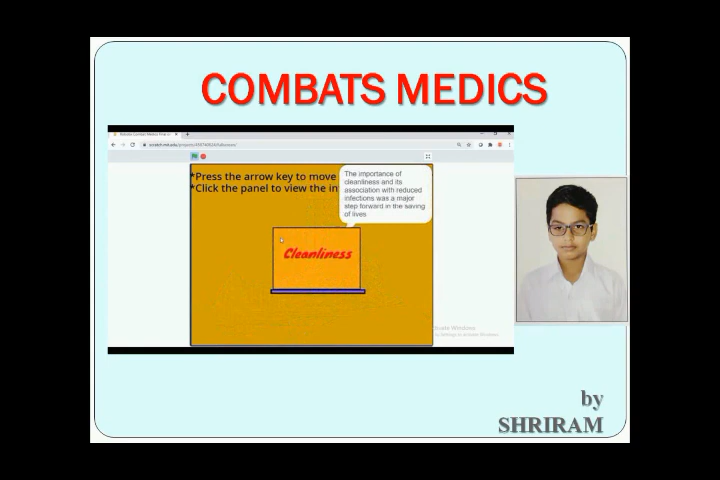 COMBATS MEDICS
*Press the arrow key to move
*Click the panel to view the in
The importance of
cleanliness and its
association with reduced
infections was a major
step forward in the saving
of lives
Cleanliness
by
SHRIRAM